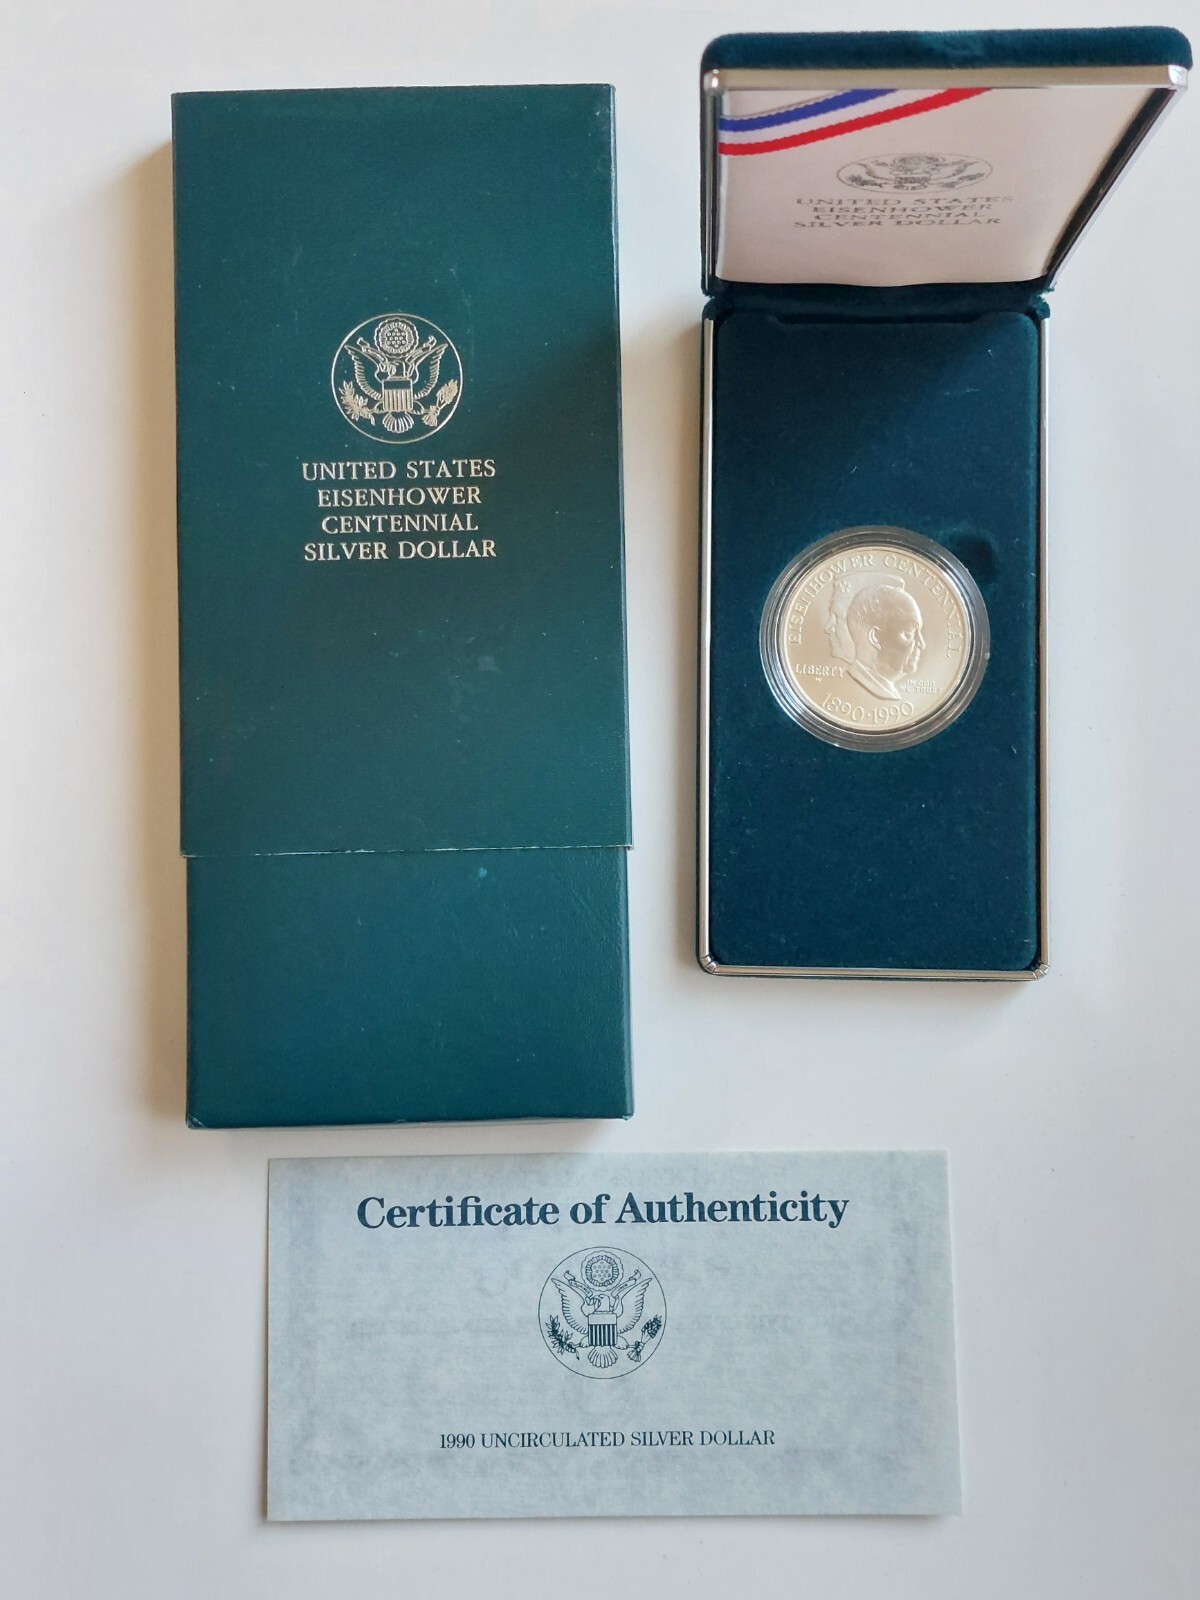 UNITED STATES
EISENHOWER
CENTENNIAL
SILVER DOLLAR
UNITED STATES
EISENHOWER
CENTENNIAL
SILVER DOLLAR
EISENHOWER CENTENNIAL
LIBERTY
IN GOD
WE TRUST
1890·1990
Certificate of Authenticity
1990 UNCIRCULATED SILVER DOLLAR